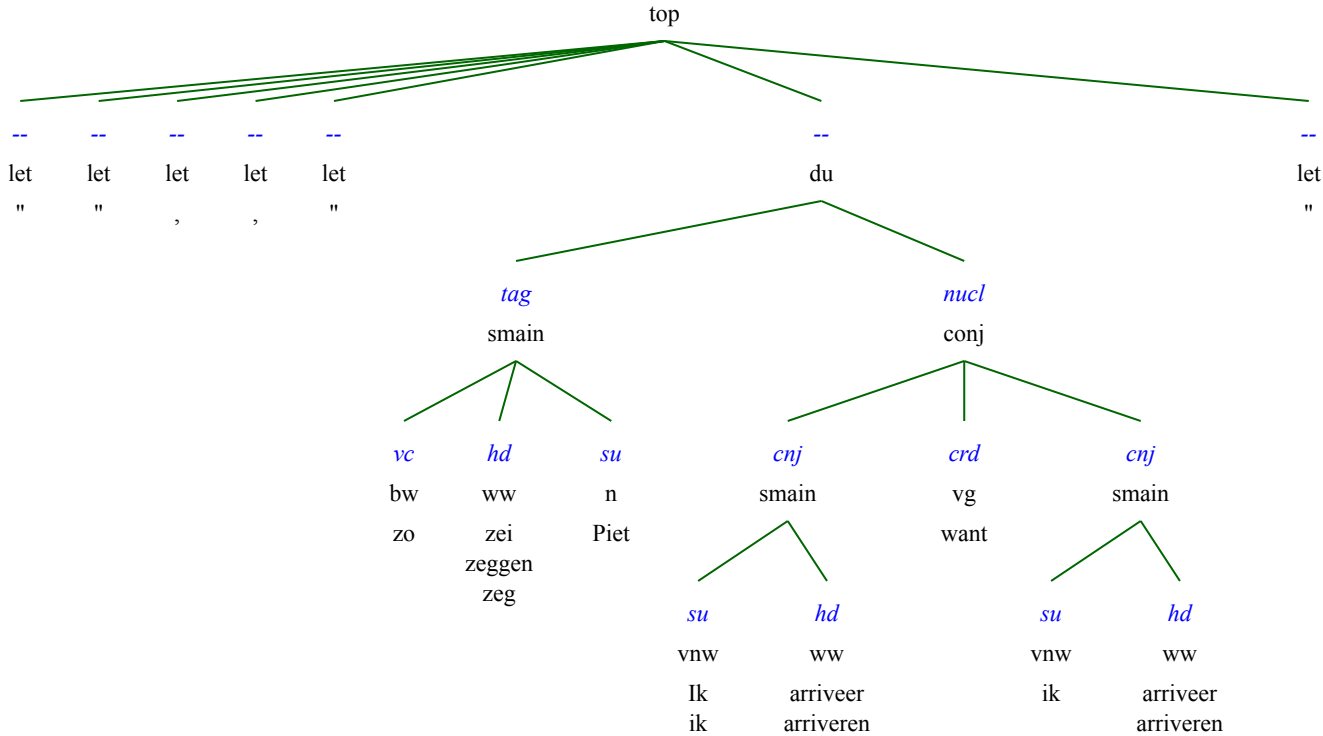 top
-- -- -- -- -- -- --
let let let let let du let
" " , , " "
tag nucl
smain conj
vc hd su cnj crd cnj
bw ww n smain vg smain
zo zei Piet want
zeggen
zeg
su hd su hd
vnw ww vnw ww
Ik arriveer ik arriveer
ik arriveren arriveren